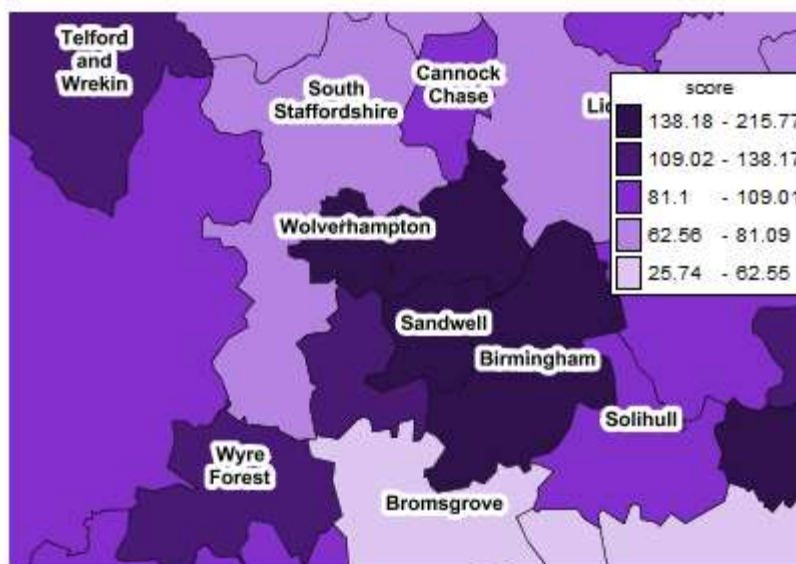 Telford
and
Wrekin
South
Staffordshire
Cannock
Chase
score
138.18 - 215.77
109.02 - 138.17
81.1 - 109.01
62.56 - 81.09
25.74 - 62.55
Wolverhampton
Sandwell
Birmingham
Solihull
Wyre
Forest
Bromsgrove